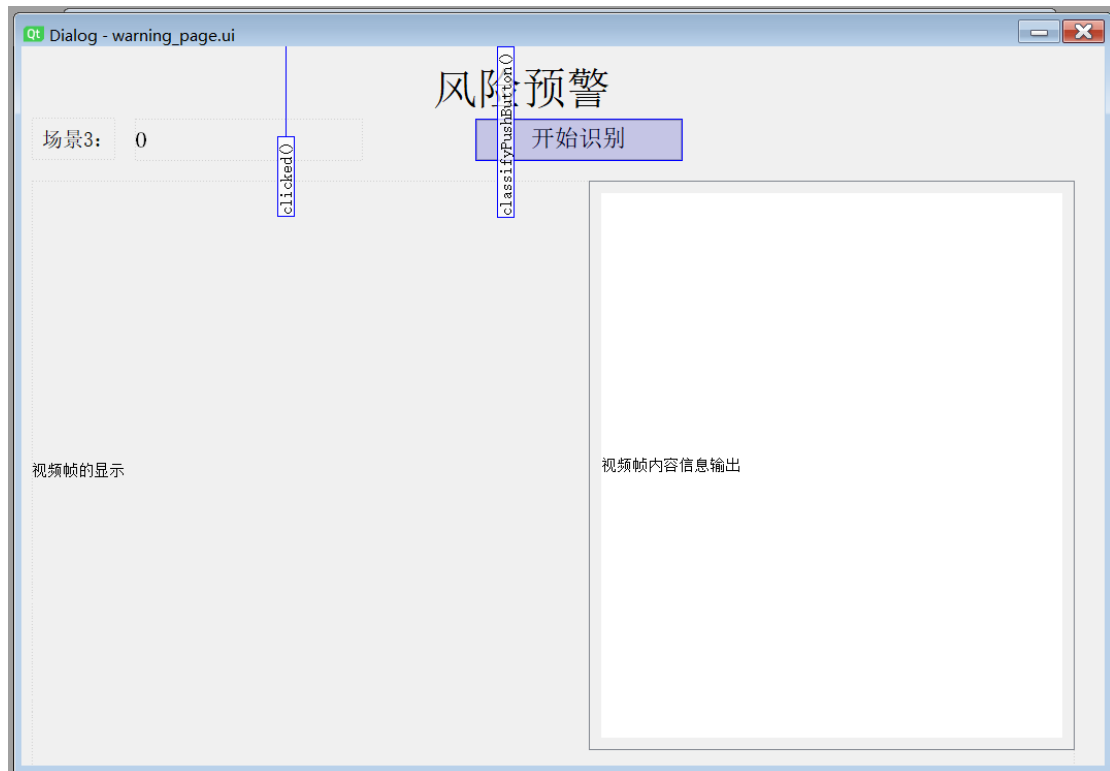 Qt Dialog - warning_page.ui
风险预警
场景3： 0
开始识别
clicked()
classifyPushButton()
视频帧的显示
视频帧内容信息输出